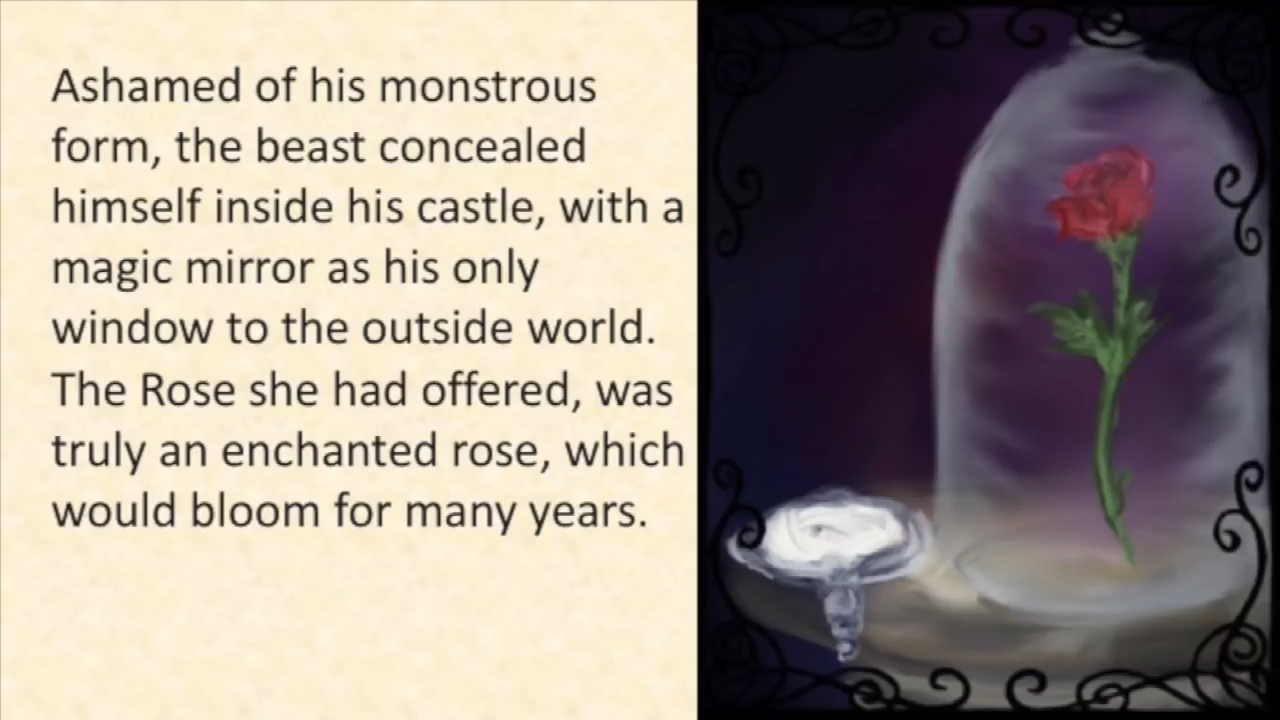 Ashamed of his monstrous
form, the beast concealed
himself inside his castle, with a
magic mirror as his only
window to the outside world.
The Rose she had offered, was
truly an enchanted rose, which
would bloom for many years.